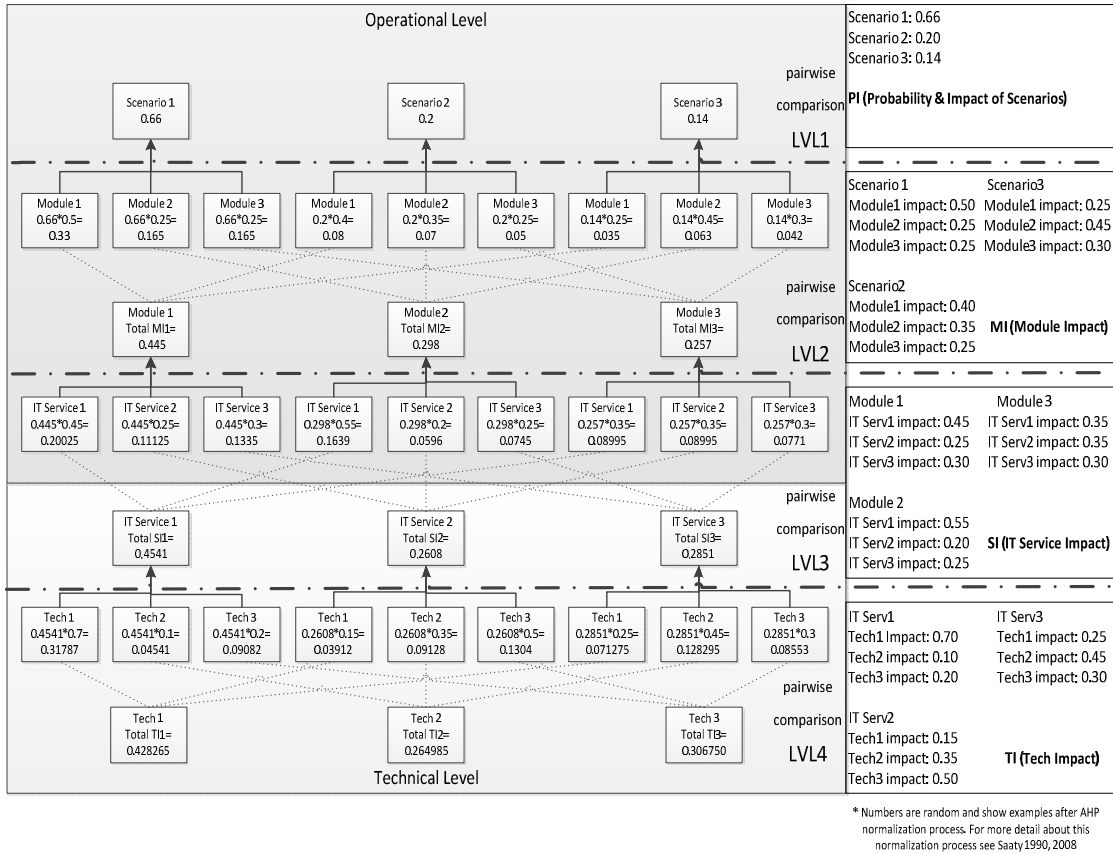 Operational Level
Scenario 1
0.66
Scenario 2
0.2
Scenario 3
0.14
pairwise
comparison
LVL1
Module 1
0.66*0.5=
0.33
Module 2
0.66*0.25=
0.165
Module 3
0.66*0.25=
0.165
Module 1
0.2*0.4=
0.08
Module2
0.2*0.35=
0.07
Module 3
0.2*0.25=
0.05
Module 1
0.14*0.25=
0.035
Module 2
0.14*0.45=
0.063
Module 3
0.14*0.3=
0.042
Module 1
Total MI1=
0.445
Module2
Total MI2=
0.298
Module 3
Total MI3=
0.257
pairwise
comparison
LVL2
IT Service 1
0.445*0.45=
0.20025
IT Service 2
0.445*0.25=
0.11125
IT Service 3
0.445*0.3=
0.1335
IT Service 1
0.298*0.55=
0.1639
IT Service 2
0.298*0.2=
0.0596
IT Service 3
0.298*0.25=
0.0745
IT Service 1
0.257*0.35=
0.08995
IT Service 2
0.257*0.35=
0.08995
IT Service 3
0.257*0.3=
0.0771
IT Service 1
Total SI1=
0.4541
IT Service 2
Total SI2=
0.2608
IT Service 3
Total SI3=
0.2851
pairwise
comparison
LVL3
Tech 1
0.4541*0.7=
0.31787
Tech 2
0.4541*0.1=
0.04541
Tech 3
0.4541*0.2=
0.09082
Tech 1
0.2608*0.15=
0.03912
Tech 2
0.2608*0.35=
0.09128
Tech 3
0.2608*0.5=
0.1304
Tech 1
0.2851*0.25=
0.071275
Tech 2
0.2851*0.45=
0.128295
Tech 3
0.2851*0.3
0.08553
Tech 1
Total TI1=
0.428265
Tech 2
Total TI2=
0.264985
Tech 3
Total TI3=
0.306750
pairwise
comparison
LVL4
Technical Level
Scenario 1: 0.66
Scenario 2: 0.20
Scenario 3: 0.14
PI (Probability & Impact of Scenarios)
Scenario 1
Module1 impact: 0.50
Module2 impact: 0.25
Module3 impact: 0.25
Scenario3
Module1 impact: 0.25
Module2 impact: 0.45
Module3 impact: 0.30
Scenario2
Module1 impact: 0.40
Module2 impact: 0.35
Module3 impact: 0.25
MI (Module Impact)
Module 1
IT Serv1 impact: 0.45
IT Serv2 impact: 0.25
IT Serv3 impact: 0.30
Module 3
IT Serv1 impact: 0.35
IT Serv2 impact: 0.35
IT Serv3 impact: 0.30
Module 2
IT Serv1 impact: 0.55
IT Serv2 impact: 0.20
IT Serv3 impact: 0.25
SI (IT Service Impact)
IT Serv1
Tech1 Impact: 0.70
Tech2 impact: 0.10
Tech3 impact: 0.20
IT Serv3
Tech1 impact: 0.25
Tech2 impact: 0.45
Tech3 impact: 0.30
IT Serv2
Tech1 impact: 0.15
Tech2 impact: 0.35
Tech3 impact: 0.50
TI (Tech Impact)
* Numbers are random and show examples after AHP
normalization process. For more detail about this
normalization process see Saaty 1990, 2008